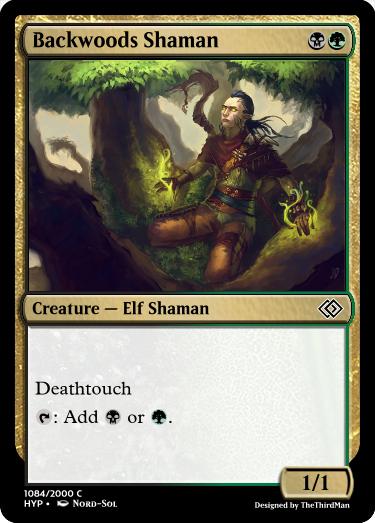 Backwoods Shaman
Creature — Elf Shaman
Deathtouch
: Add or .
1/1
1084/2000 C
HYP • Nord-Sol
Designed by TheThirdMan